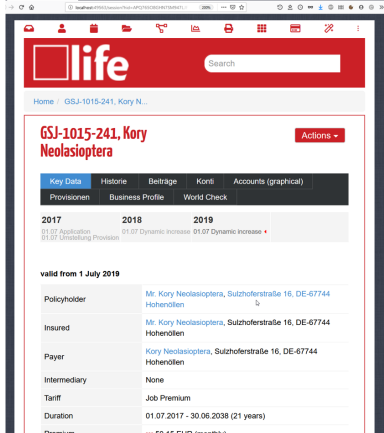 life
Search
Home / GSJ-1015-241, Kory N...
GSJ-1015-241, Kory
Neolasioptera
Actions
Key Data Historie Beiträge Konti Accounts (graphical)
Provisionen Business Profile World Check
2017 2018 2019
01.07 Application 01.07 Dynamic increase 01.07 Dynamic increase
01.07 Umstellung Provision
valid from 1 July 2019
Policyholder Mr. Kory Neolasioptera, Sulzhoferstraße 16, DE-67744
Hohenöllen
Insured Mr. Kory Neolasioptera, Sulzhoferstraße 16, DE-67744
Hohenöllen
Payer Kory Neolasioptera, Sulzhoferstraße 16, DE-67744
Hohenöllen
Intermediary None
Tariff Job Premium
Duration 01.07.2017 - 30.06.2038 (21 years)